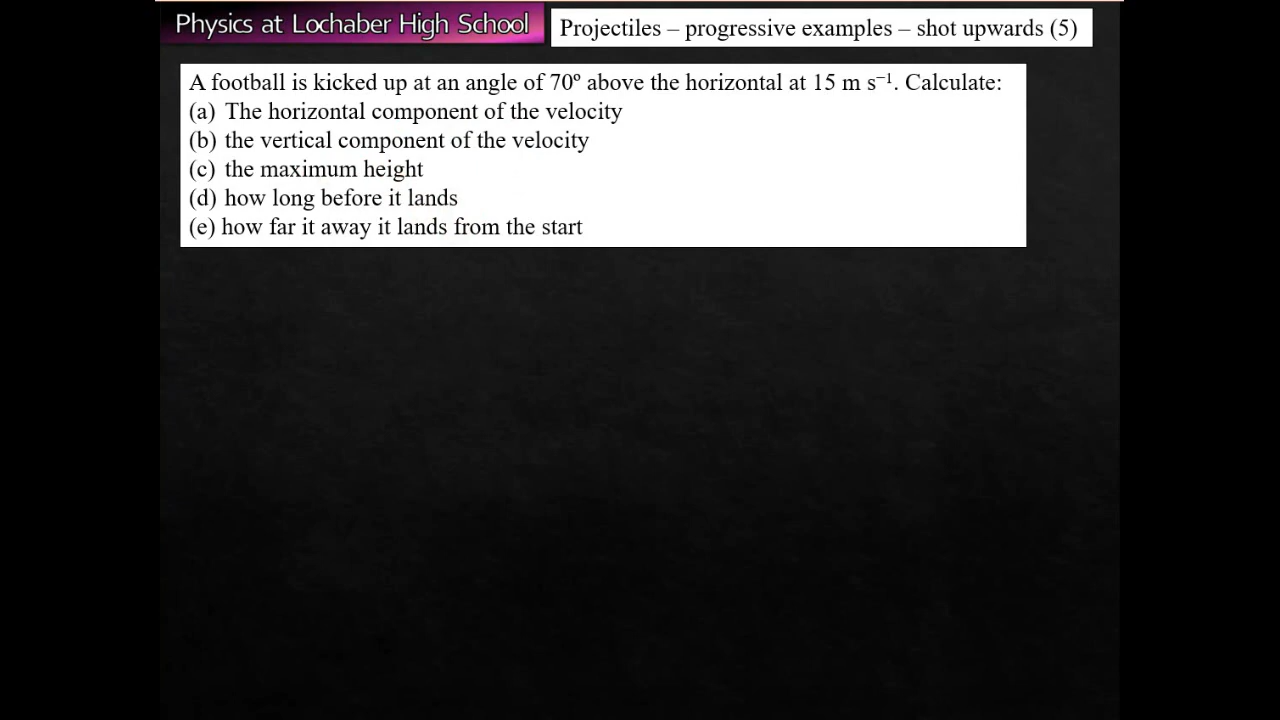 Physics at Lochaber High School
Projectiles – progressive examples – shot upwards (5)
A football is kicked up at an angle of 70º above the horizontal at 15 m s⁻¹. Calculate:
(a) The horizontal component of the velocity
(b) the vertical component of the velocity
(c) the maximum height
(d) how long before it lands
(e) how far it away it lands from the start